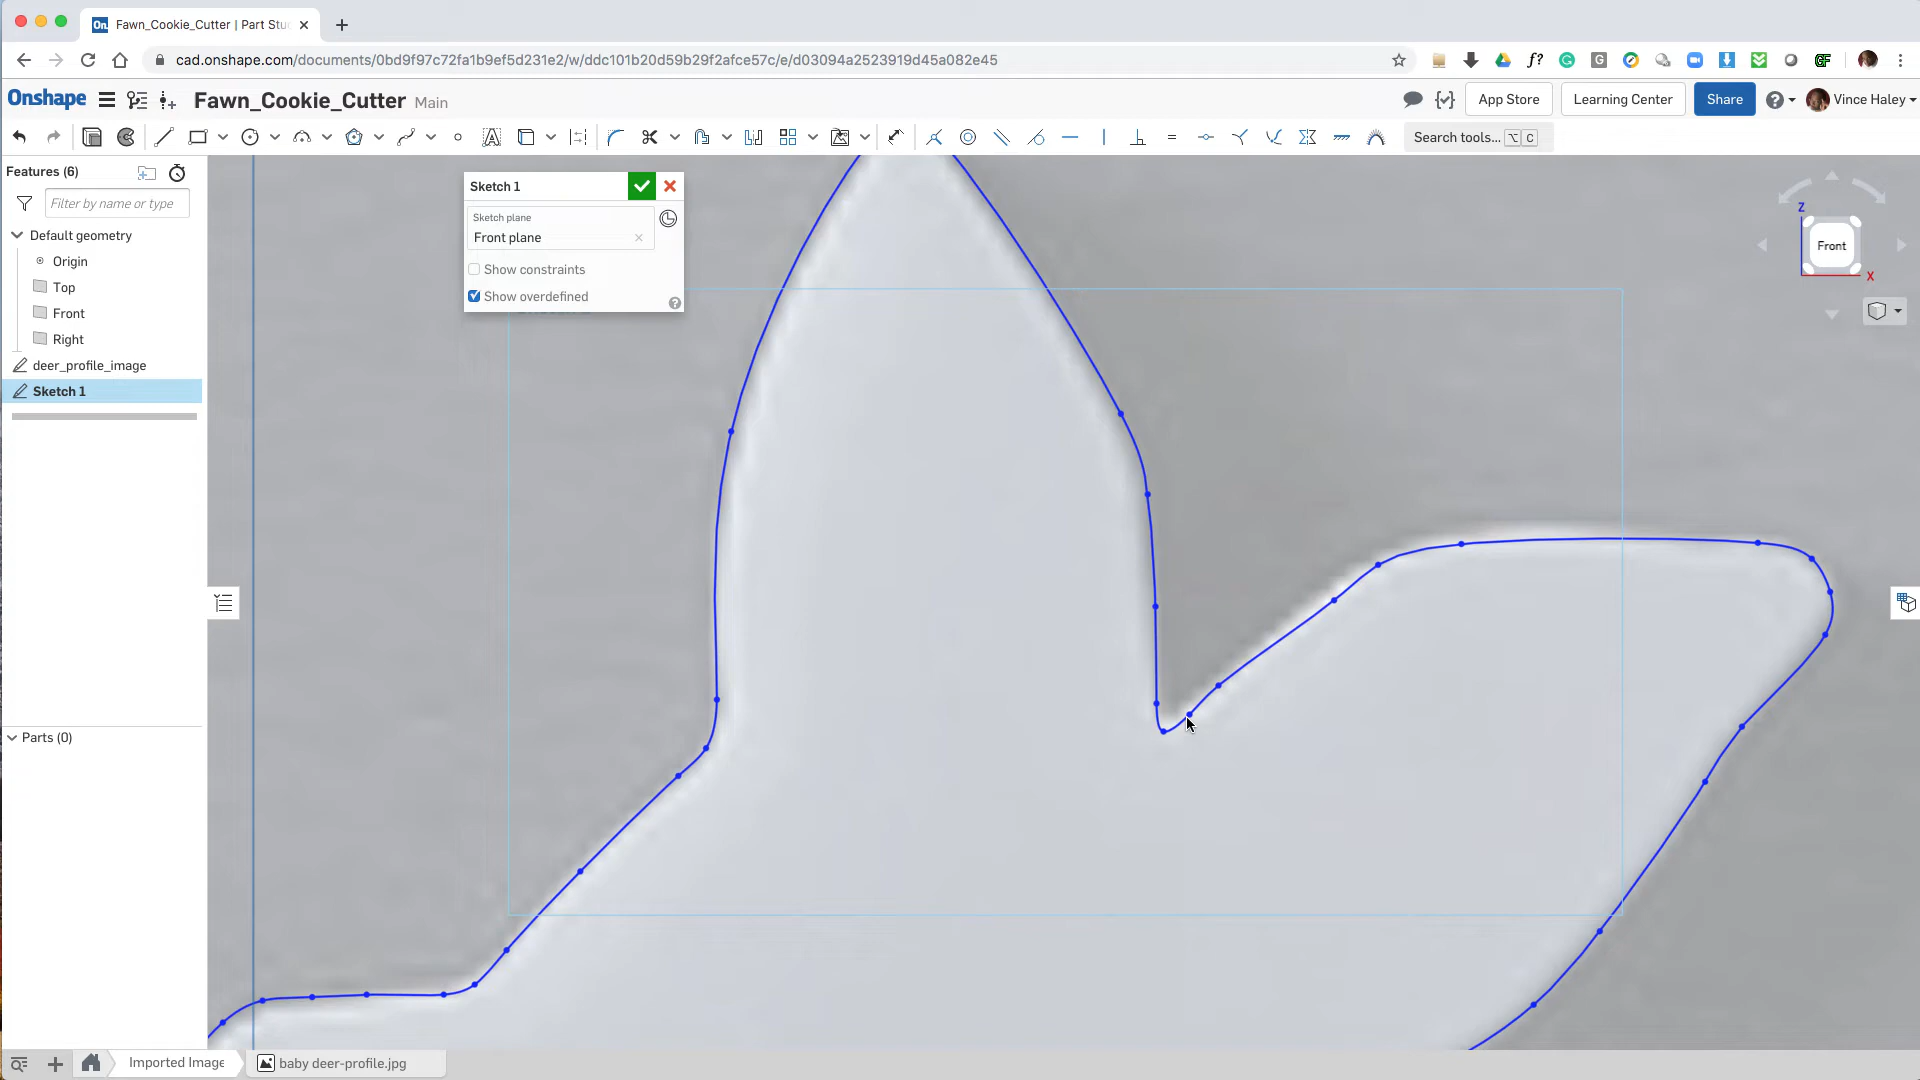 Fawn_Cookie_Cutter | Part Stu
cad.onshape.com/documents/0bd9f97c72fa1b9ef5d231e2/w/ddc101b20d59b29f2afce57c/e/d03094a2523919d45a082e45
Onshape Fawn_Cookie_Cutter Main App Store Learning Center Share Vince Haley
Search tools... ⌥ C
Features (6)
Filter by name or type
Default geometry
Origin
Top
Front
Right
deer_profile_image
Sketch 1
Parts (0)
Sketch 1
Sketch plane
Front plane
Show constraints
Show overdefined
Z
Front
X
Imported Image
baby deer-profile.jpg